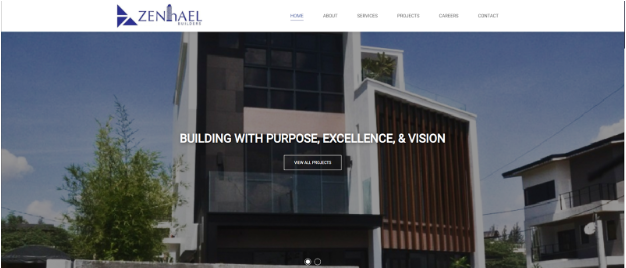 ZENHAEL
BUILDERS
HOME ABOUT SERVICES PROJECTS CAREERS CONTACT
BUILDING WITH PURPOSE, EXCELLENCE, & VISION
VIEW ALL PROJECTS